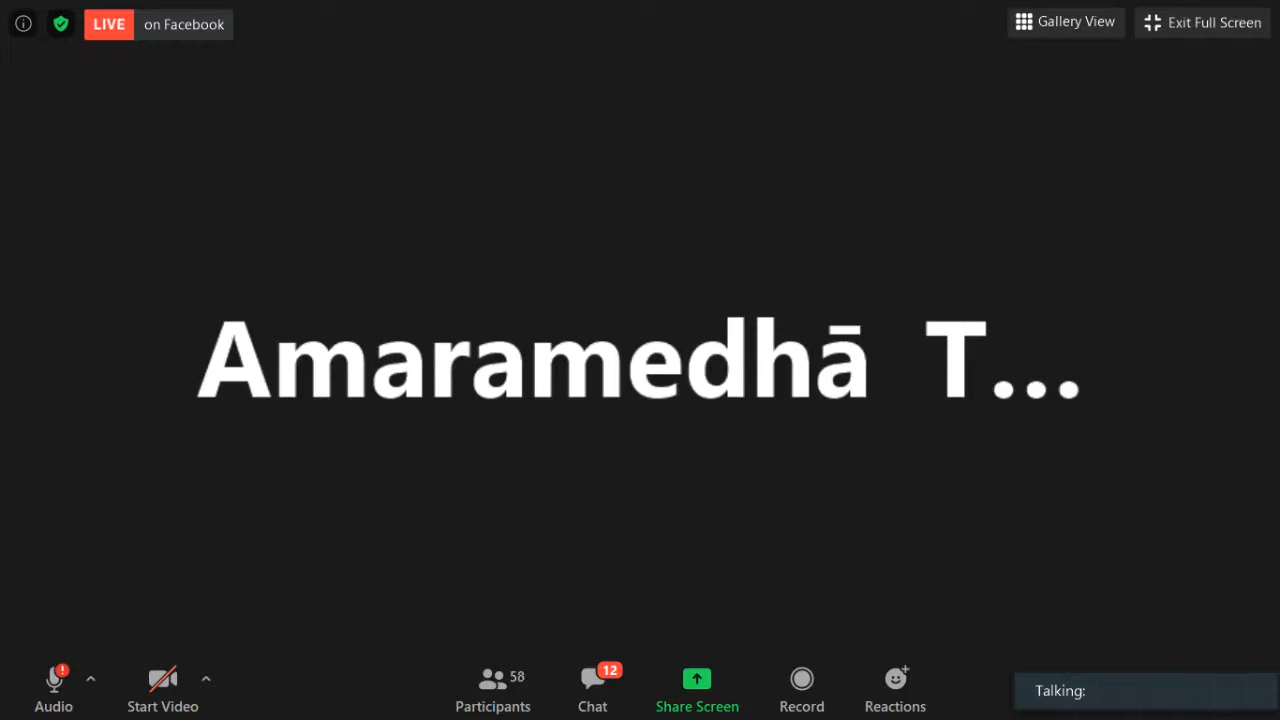 LIVE on Facebook
Gallery View
Exit Full Screen
Amaramedhā T...
Audio
Start Video
58
Participants
12
Chat
Share Screen
Record
Reactions
Talking: